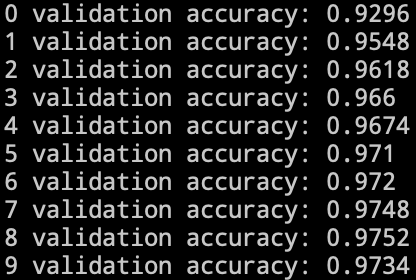 0 validation accuracy: 0.9296
1 validation accuracy: 0.9548
2 validation accuracy: 0.9618
3 validation accuracy: 0.966
4 validation accuracy: 0.9674
5 validation accuracy: 0.971
6 validation accuracy: 0.972
7 validation accuracy: 0.9748
8 validation accuracy: 0.9752
9 validation accuracy: 0.9734